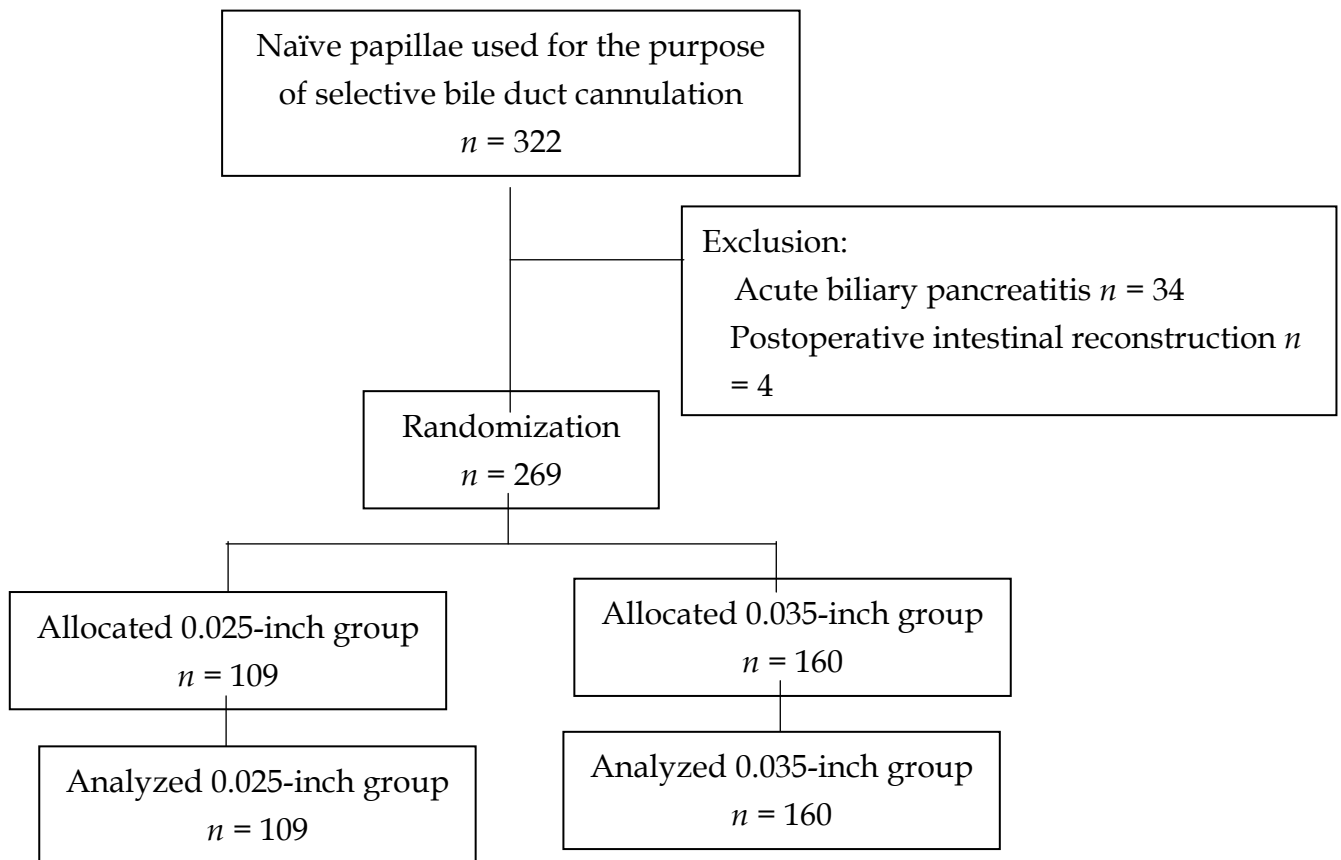 Naïve papillae used for the purpose
of selective bile duct cannulation
n = 322
Exclusion:
Acute biliary pancreatitis n = 34
Postoperative intestinal reconstruction n
= 4
Randomization
n = 269
Allocated 0.025-inch group
n = 109
Allocated 0.035-inch group
n = 160
Analyzed 0.025-inch group
n = 109
Analyzed 0.035-inch group
n = 160